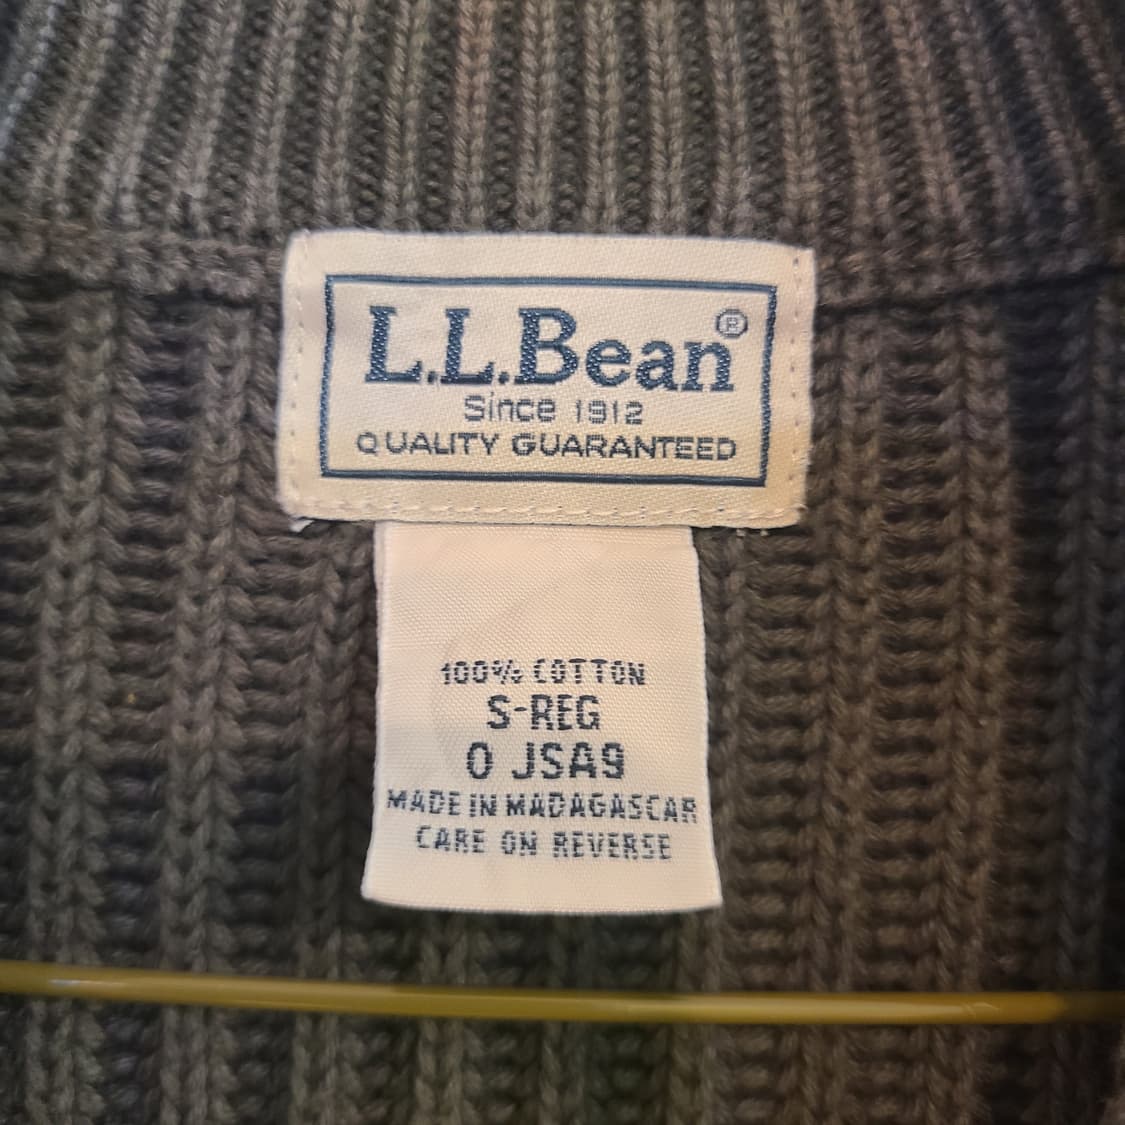 L.L.Bean®
Since 1912
QUALITY GUARANTEED
100% COTTON
S-REG
0 JSA9
MADE IN MADAGASCAR
CARE ON REVERSE